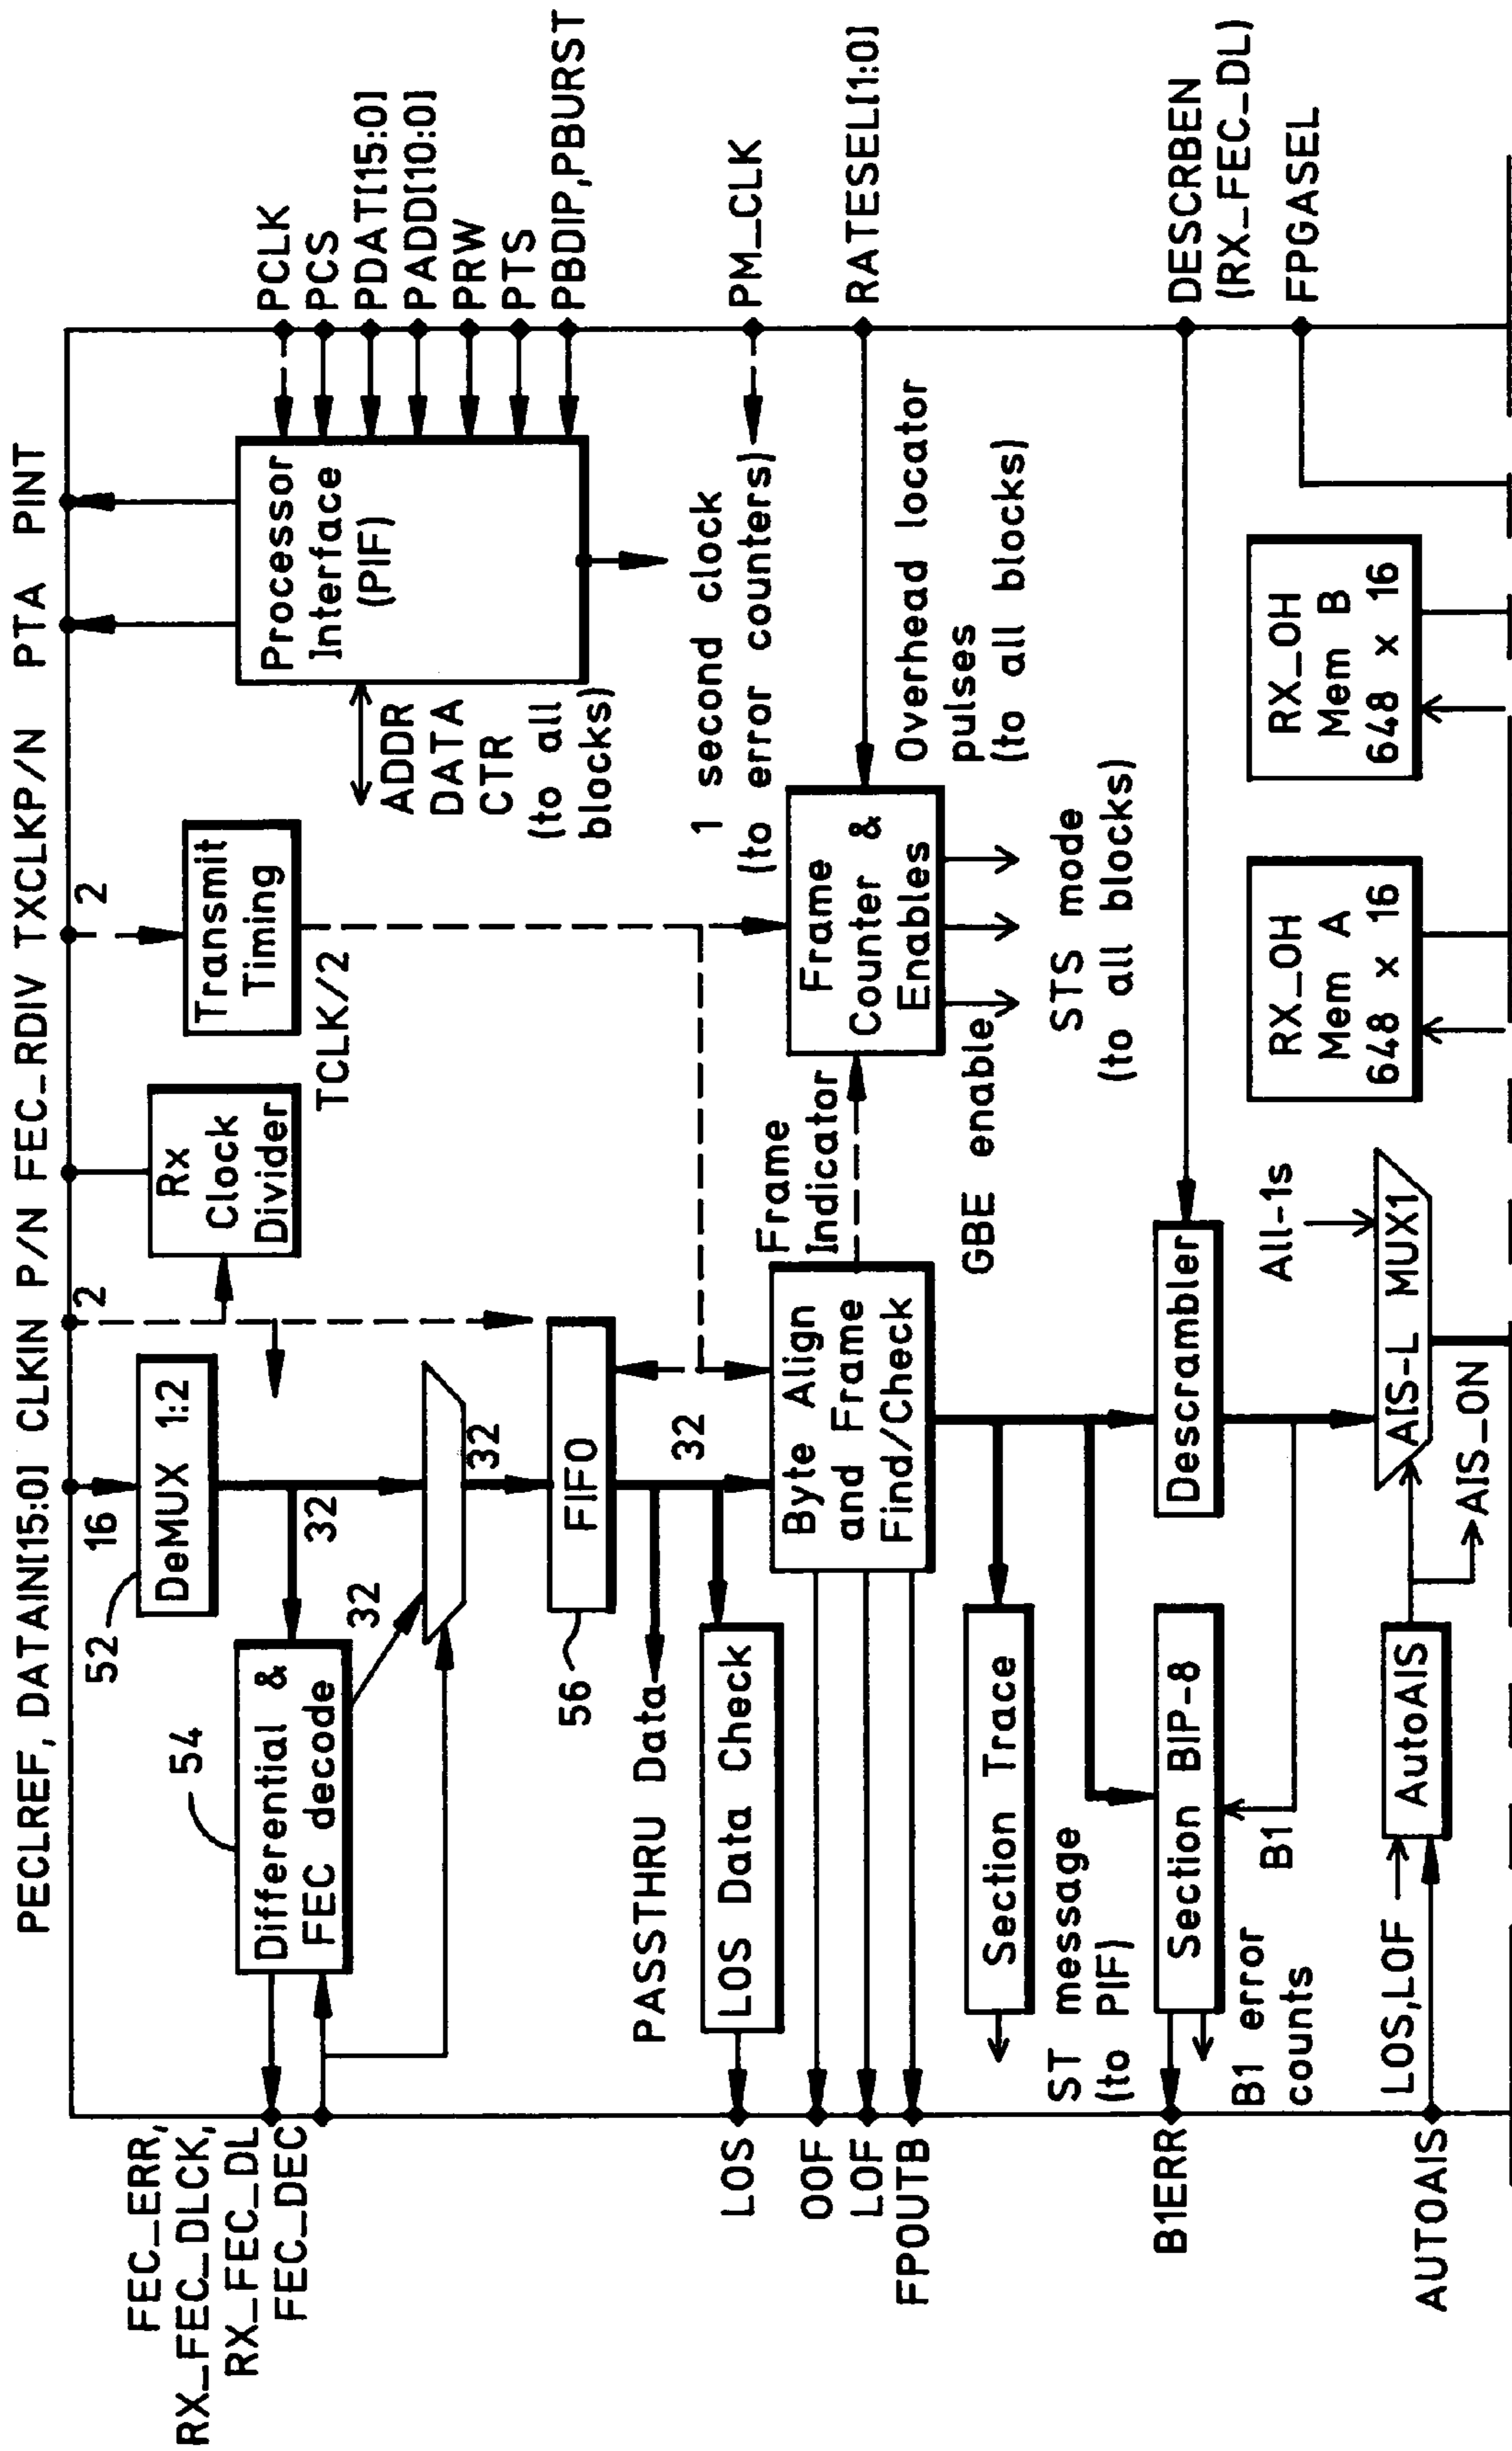 PECLREF, DATAIN[15:0] CLKIN P/N FEC_RDIV TXCLKP/N PTA PINT
16
2
2
52
DeMUX 1:2
Rx
Clock
Divider
Transmit
Timing
TCLK/2
54
Differential &
FEC decode
32
32
32
Processor
Interface
(PIF)
ADDR
DATA
CTR
(to all
blocks)
PCLK
PCS
PDAT[15:0]
PADD[10:0]
PRW
PTS
PBDIP,PBURST
FEC_ERR,
RX_FEC_DLCK,
RX_FEC_DL
FEC_DEC
FIFO
56
PASSTHRU Data
32
1 second clock
(to error counters)
PM_CLK
LOS Data Check
LOS
Byte Align
and Frame
Find/Check
Frame
Indicator
Frame
Counter &
Enables
RATESEL[1:0]
Overhead locator
pulses
(to all blocks)
OOF
LOF
FPOUTB
GBE enable
STS mode
(to all blocks)
Section Trace
ST message
(to PIF)
Section BIP-8
B1ERR
B1 error
counts
B1
Descrambler
DESCRBEN
(RX_FEC_DL)
FPGASEL
All-1s
AIS-L MUX1
RX_OH
Mem A
648 x 16
RX_OH
Mem B
648 x 16
LOS,LOF
AutoAIS
AIS_ON
AUTOAIS